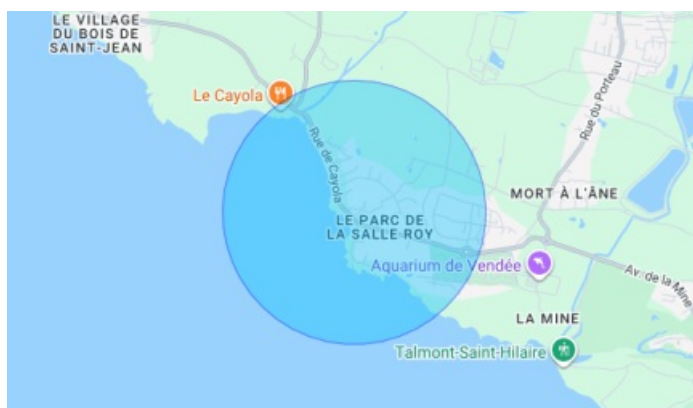 LE VILLAGE
DU BOIS DE
SAINT-JEAN
Le Cayola
Rue de Cayola
Rue du Porteau
MORT À L'ÂNE
LE PARC DE
LA SALLE ROY
Aquarium de Vendée
Av. de la Mine
LA MINE
Talmont-Saint-Hilaire